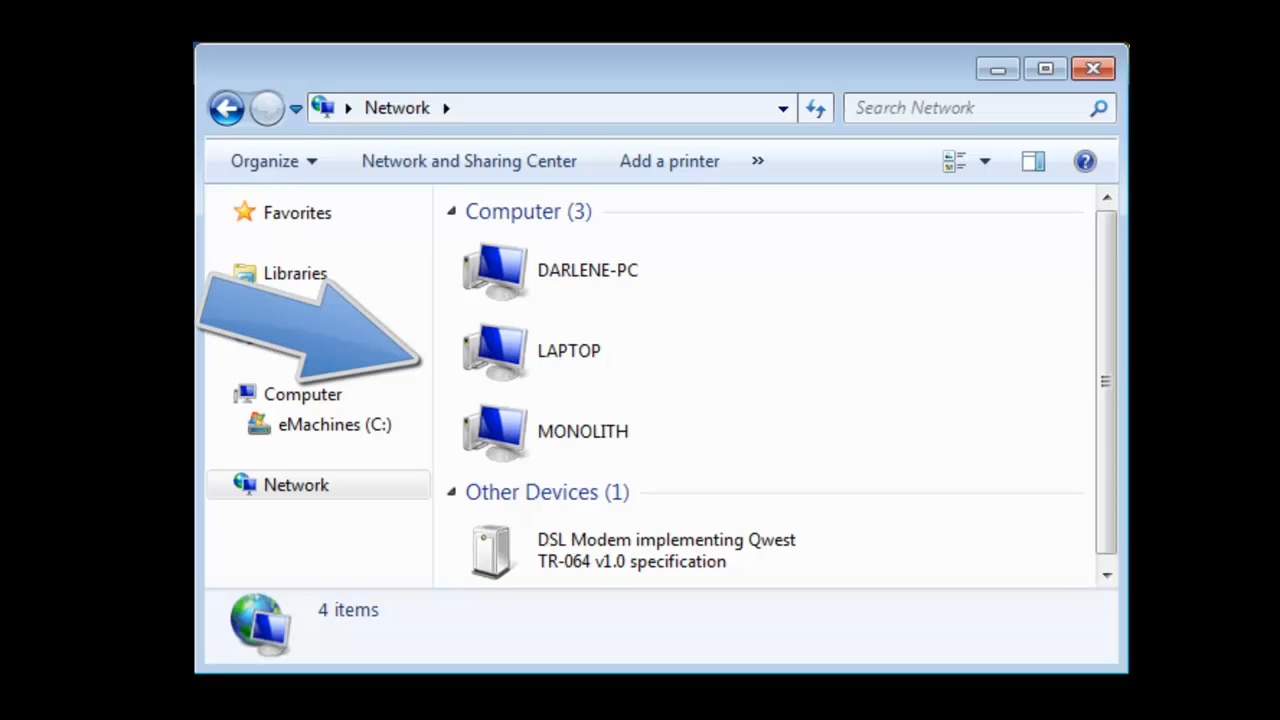 Network
Search Network
Organize Network and Sharing Center Add a printer »
Favorites
Libraries
Computer
eMachines (C:)
Network
Computer (3)
DARLENE-PC
LAPTOP
MONOLITH
Other Devices (1)
DSL Modem implementing Qwest
TR-064 v1.0 specification
4 items